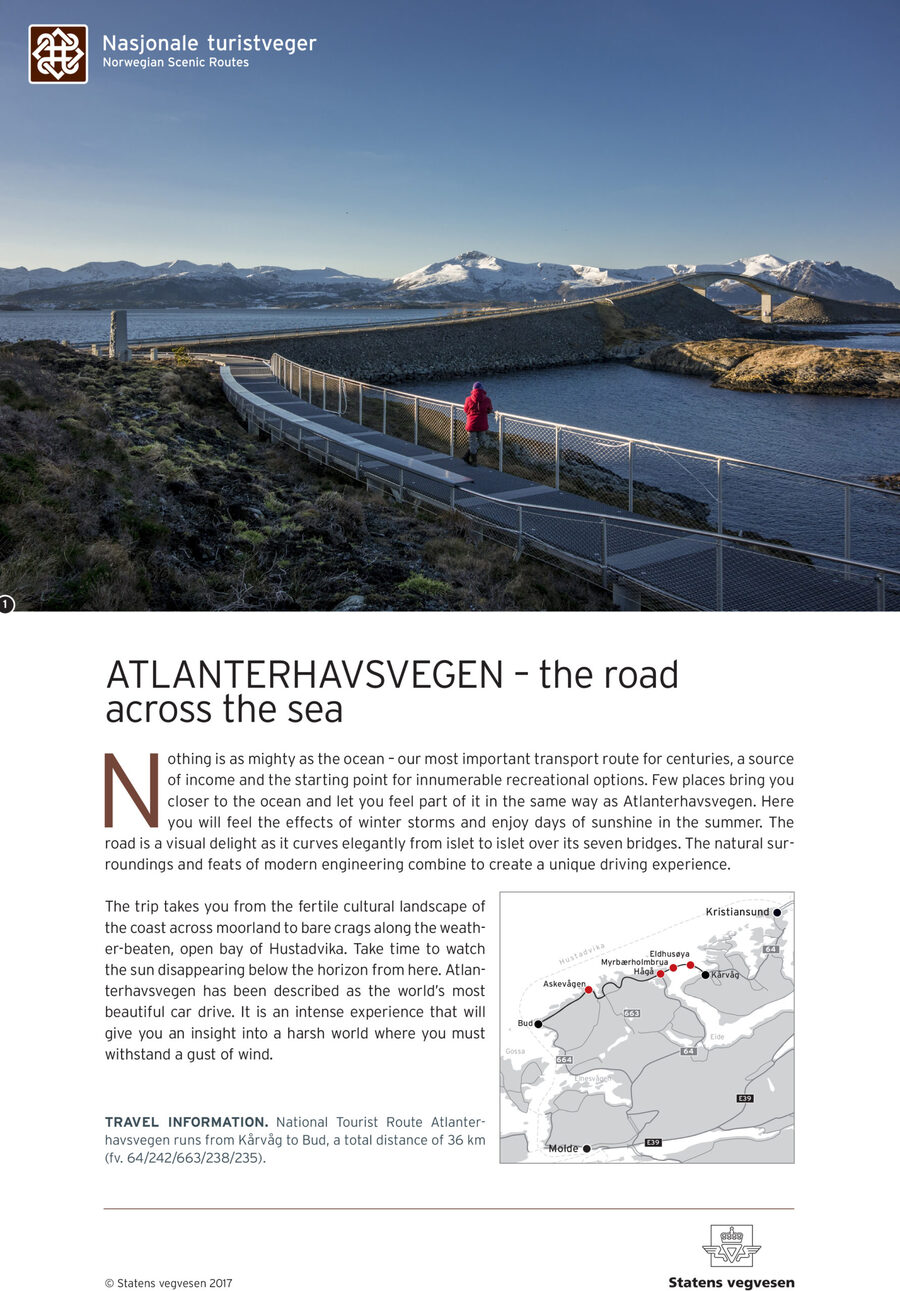 Nasjonale turistveger
Norwegian Scenic Routes
1
ATLANTERHAVSVEGEN – the road
across the sea
Nothing is as mighty as the ocean – our most important transport route for centuries, a source
of income and the starting point for innumerable recreational options. Few places bring you
closer to the ocean and let you feel part of it in the same way as Atlanterhavsvegen. Here
you will feel the effects of winter storms and enjoy days of sunshine in the summer. The
road is a visual delight as it curves elegantly from islet to islet over its seven bridges. The natural sur-
roundings and feats of modern engineering combine to create a unique driving experience.
The trip takes you from the fertile cultural landscape of
the coast across moorland to bare crags along the weath-
er-beaten, open bay of Hustadvika. Take time to watch
the sun disappearing below the horizon from here. Atlan-
terhavsvegen has been described as the world's most
beautiful car drive. It is an intense experience that will
give you an insight into a harsh world where you must
withstand a gust of wind.
TRAVEL INFORMATION. National Tourist Route Atlanter-
havsvegen runs from Kårvåg to Bud, a total distance of 36 km
(fv. 64/242/663/238/235).
Kristiansund
Hustadvika
64
Eldhusøya
Myrbærholmbrua
Hågå
Kårvåg
Askevågen
663
Bud
Eide
Gossa
64
664
Elnesvågen
E39
E39
Molde
© Statens vegvesen 2017
Statens vegvesen